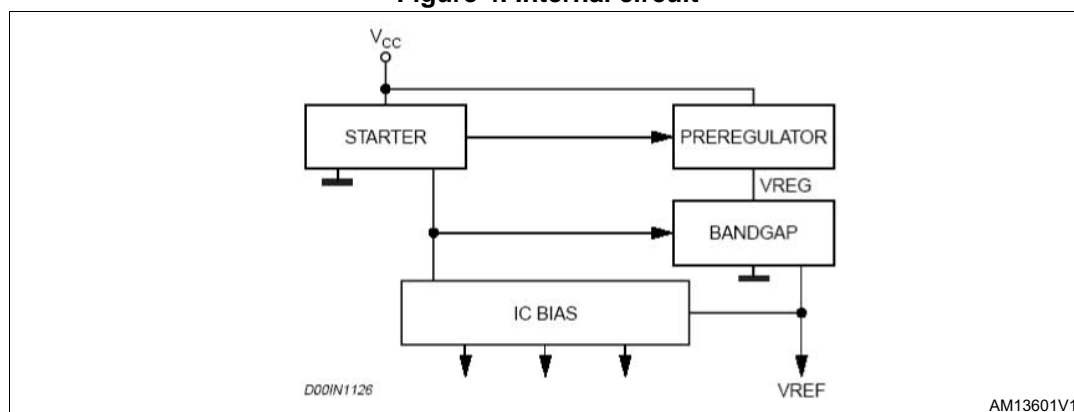 Figure 4. Internal circuit
VCC
STARTER
PREREGULATOR
VREG
BANDGAP
IC BIAS
D00IN1126
VREF
AM13601V1